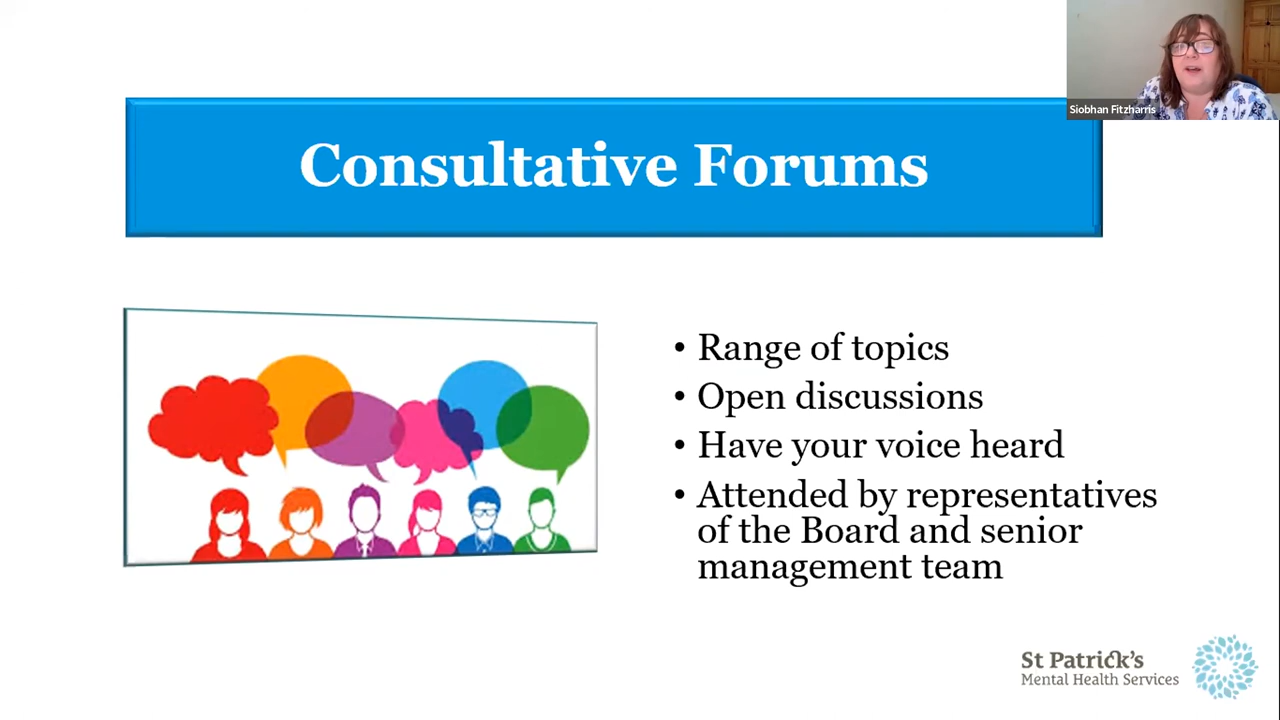 Siobhan Fitzharris
Consultative Forums
• Range of topics
• Open discussions
• Have your voice heard
• Attended by representatives
of the Board and senior
management team
St Patrick's
Mental Health Services